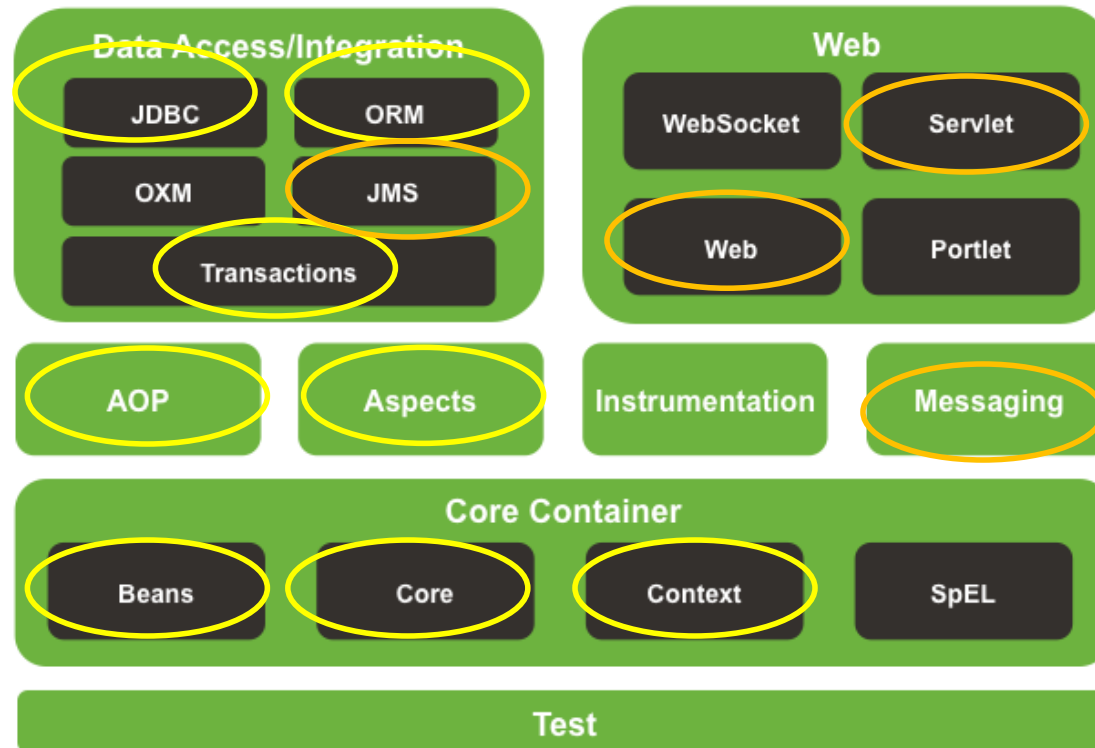 Data Access/Integration
JDBC
ORM
OXM
JMS
Transactions
Web
WebSocket
Servlet
Web
Portlet
AOP
Aspects
Instrumentation
Messaging
Core Container
Beans
Core
Context
SpEL
Test